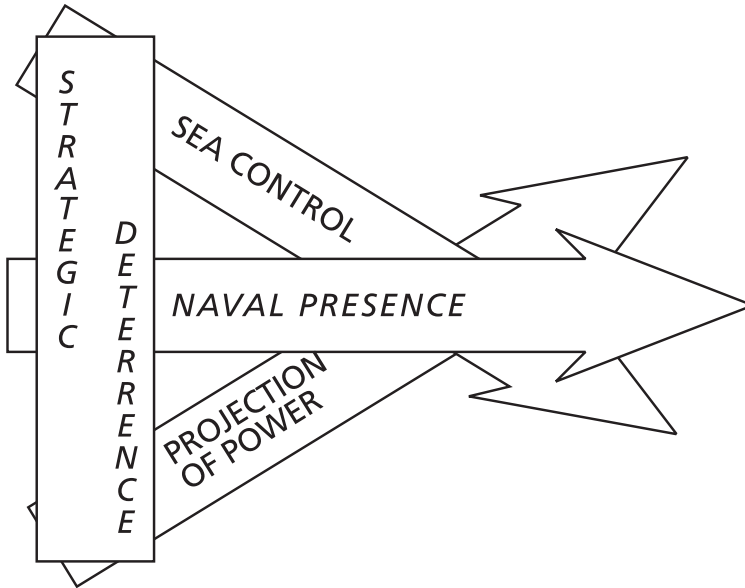 STRATEGIC
DETERRENCE
SEA CONTROL
NAVAL PRESENCE
PROJECTION
OF POWER